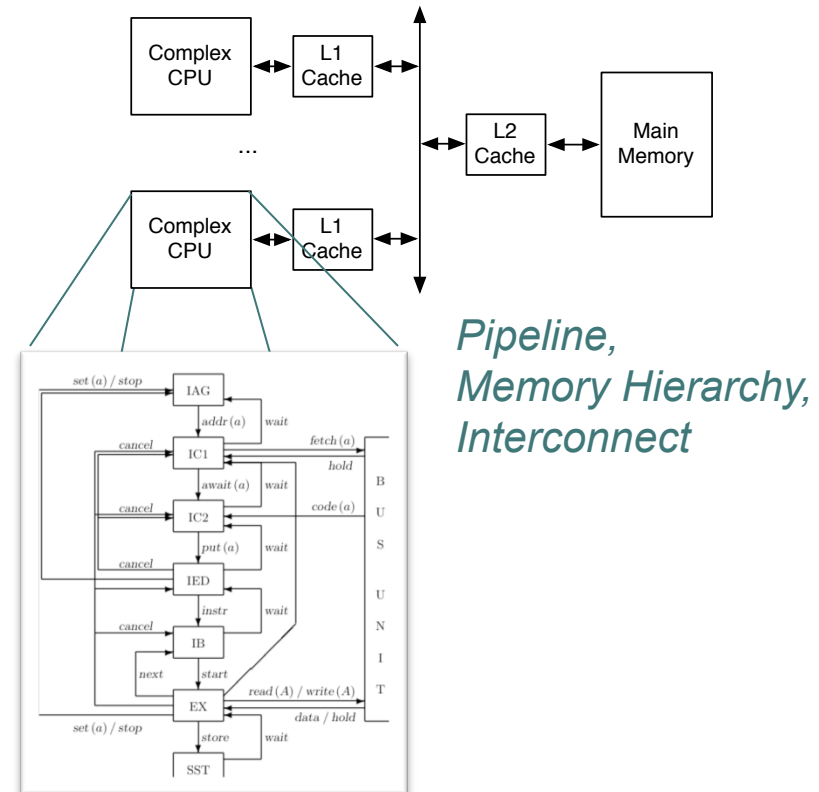 Complex
CPU
L1
Cache
L2
Cache
Main
Memory
...
Complex
CPU
L1
Cache
Pipeline,
Memory Hierarchy,
Interconnect
set(a) / stop
IAG
addr(a)
wait
cancel
IC1
fetch(a)
hold
await(a)
wait
cancel
IC2
code(a)
put(a)
wait
cancel
IED
instr
wait
cancel
IB
next
start
EX
read(A) / write(A)
data / hold
set(a) / stop
store
wait
SST
B
U
S
U
N
I
T